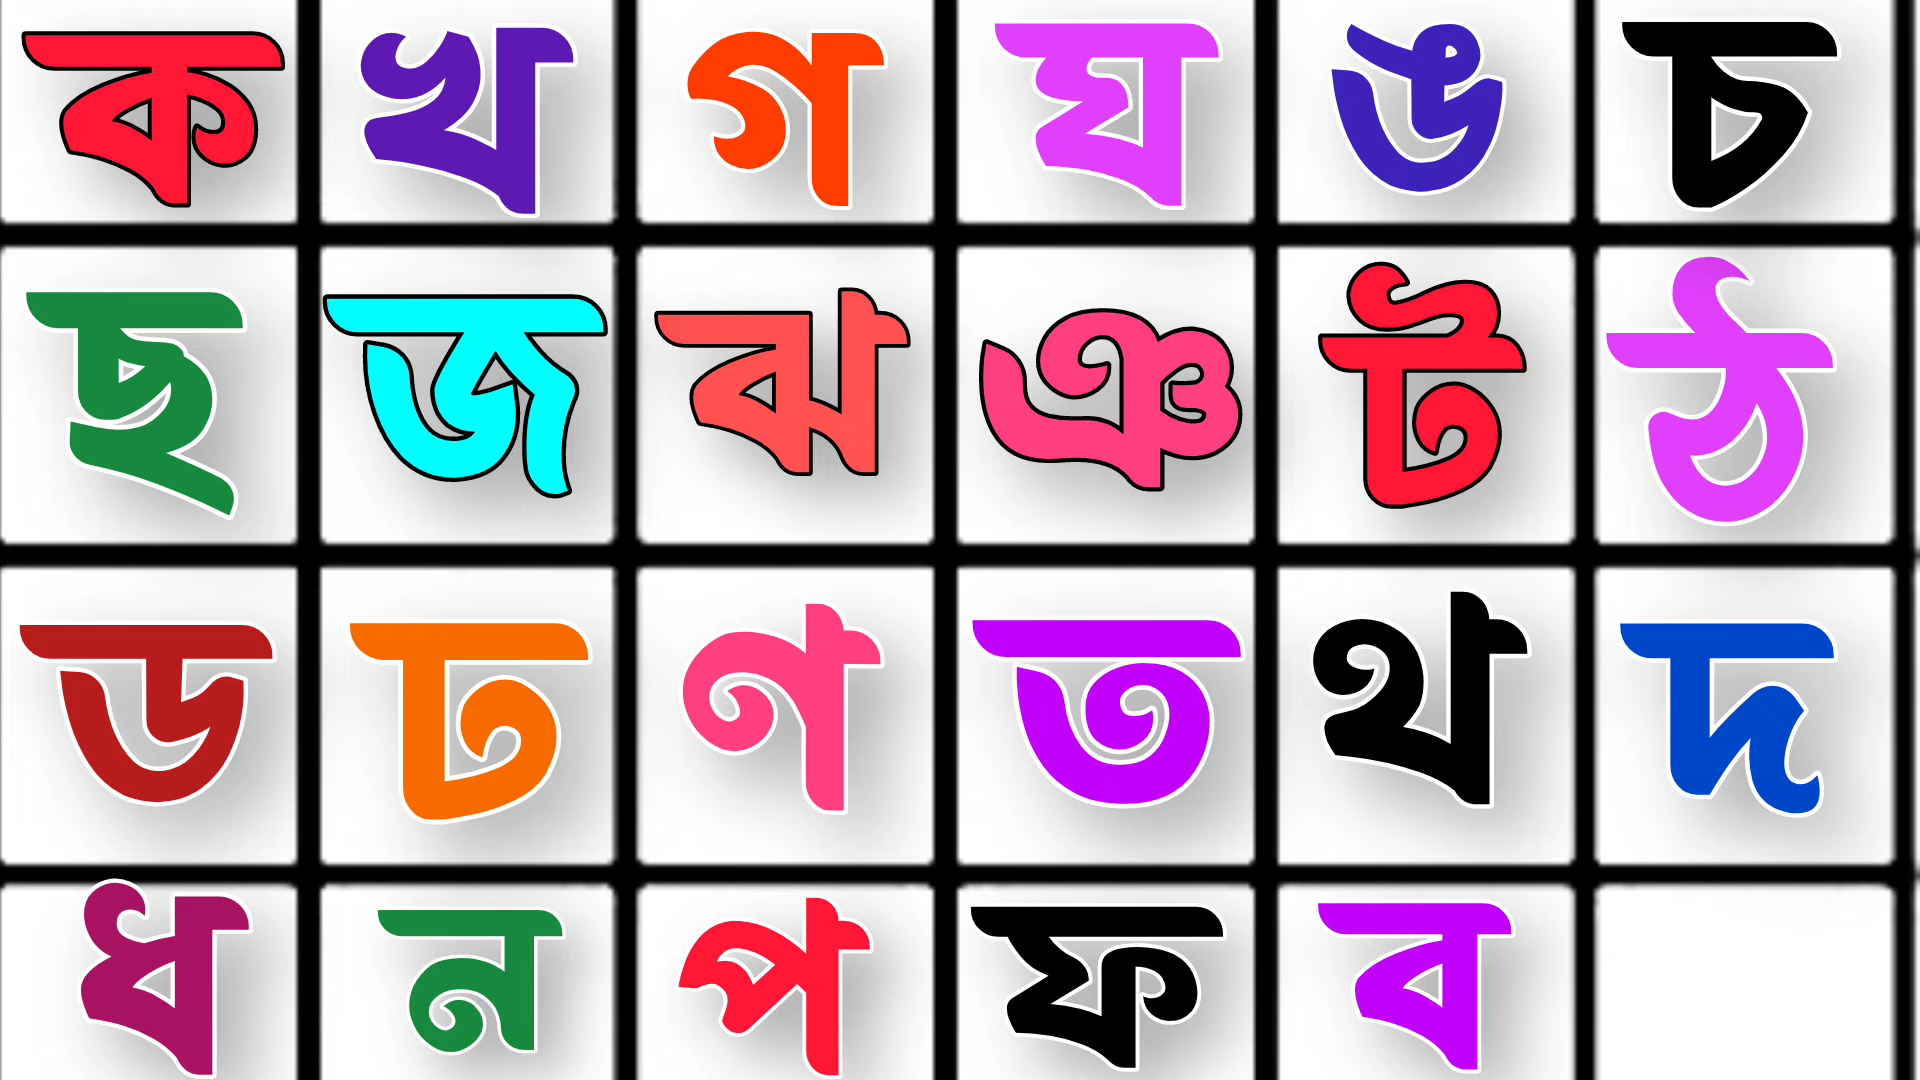 ক খ গ ঘ ঙ চ
ছ জ ঝ ঞ ট ঠ
ড ঢ ণ ত থ দ
ধ ন প ফ ব